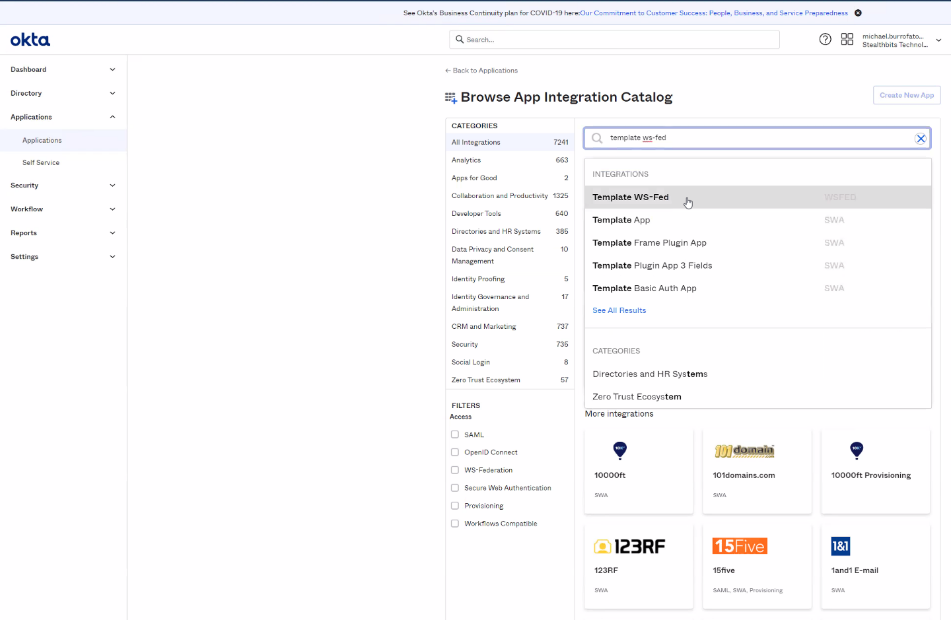 See Okta's Business Continuity plan for COVID-19 here:Our Commitment to Customer Success: People, Business, and Service Preparedness
okta
Search...
michael.burrofato...
Stealthbits Technol...
Dashboard
Directory
Applications
Applications
Self Service
Security
Workflow
Reports
Settings
← Back to Applications
Browse App Integration Catalog
Create New App
CATEGORIES
All Integrations 7241
Analytics 663
Apps for Good 2
Collaboration and Productivity 1325
Developer Tools 640
Directories and HR Systems 385
Data Privacy and Consent 10
Management
Identity Proofing 5
Identity Governance and 17
Administration
CRM and Marketing 737
Security 735
Social Login 8
Zero Trust Ecosystem 57
FILTERS
Access
SAML
OpenID Connect
WS-Federation
Secure Web Authentication
Provisioning
Workflows Compatible
template ws-fed
INTEGRATIONS
Template WS-Fed WSFED
Template App SWA
Template Frame Plugin App SWA
Template Plugin App 3 Fields SWA
Template Basic Auth App SWA
See All Results
CATEGORIES
Directories and HR Systems
Zero Trust Ecosystem
More integrations
10000ft
SWA
101domain
101domains.com
SWA
10000ft Provisioning
123RF
123RF
SWA
15Five
15five
SAML, SWA, Provisioning
1&1
1and1 E-mail
SWA